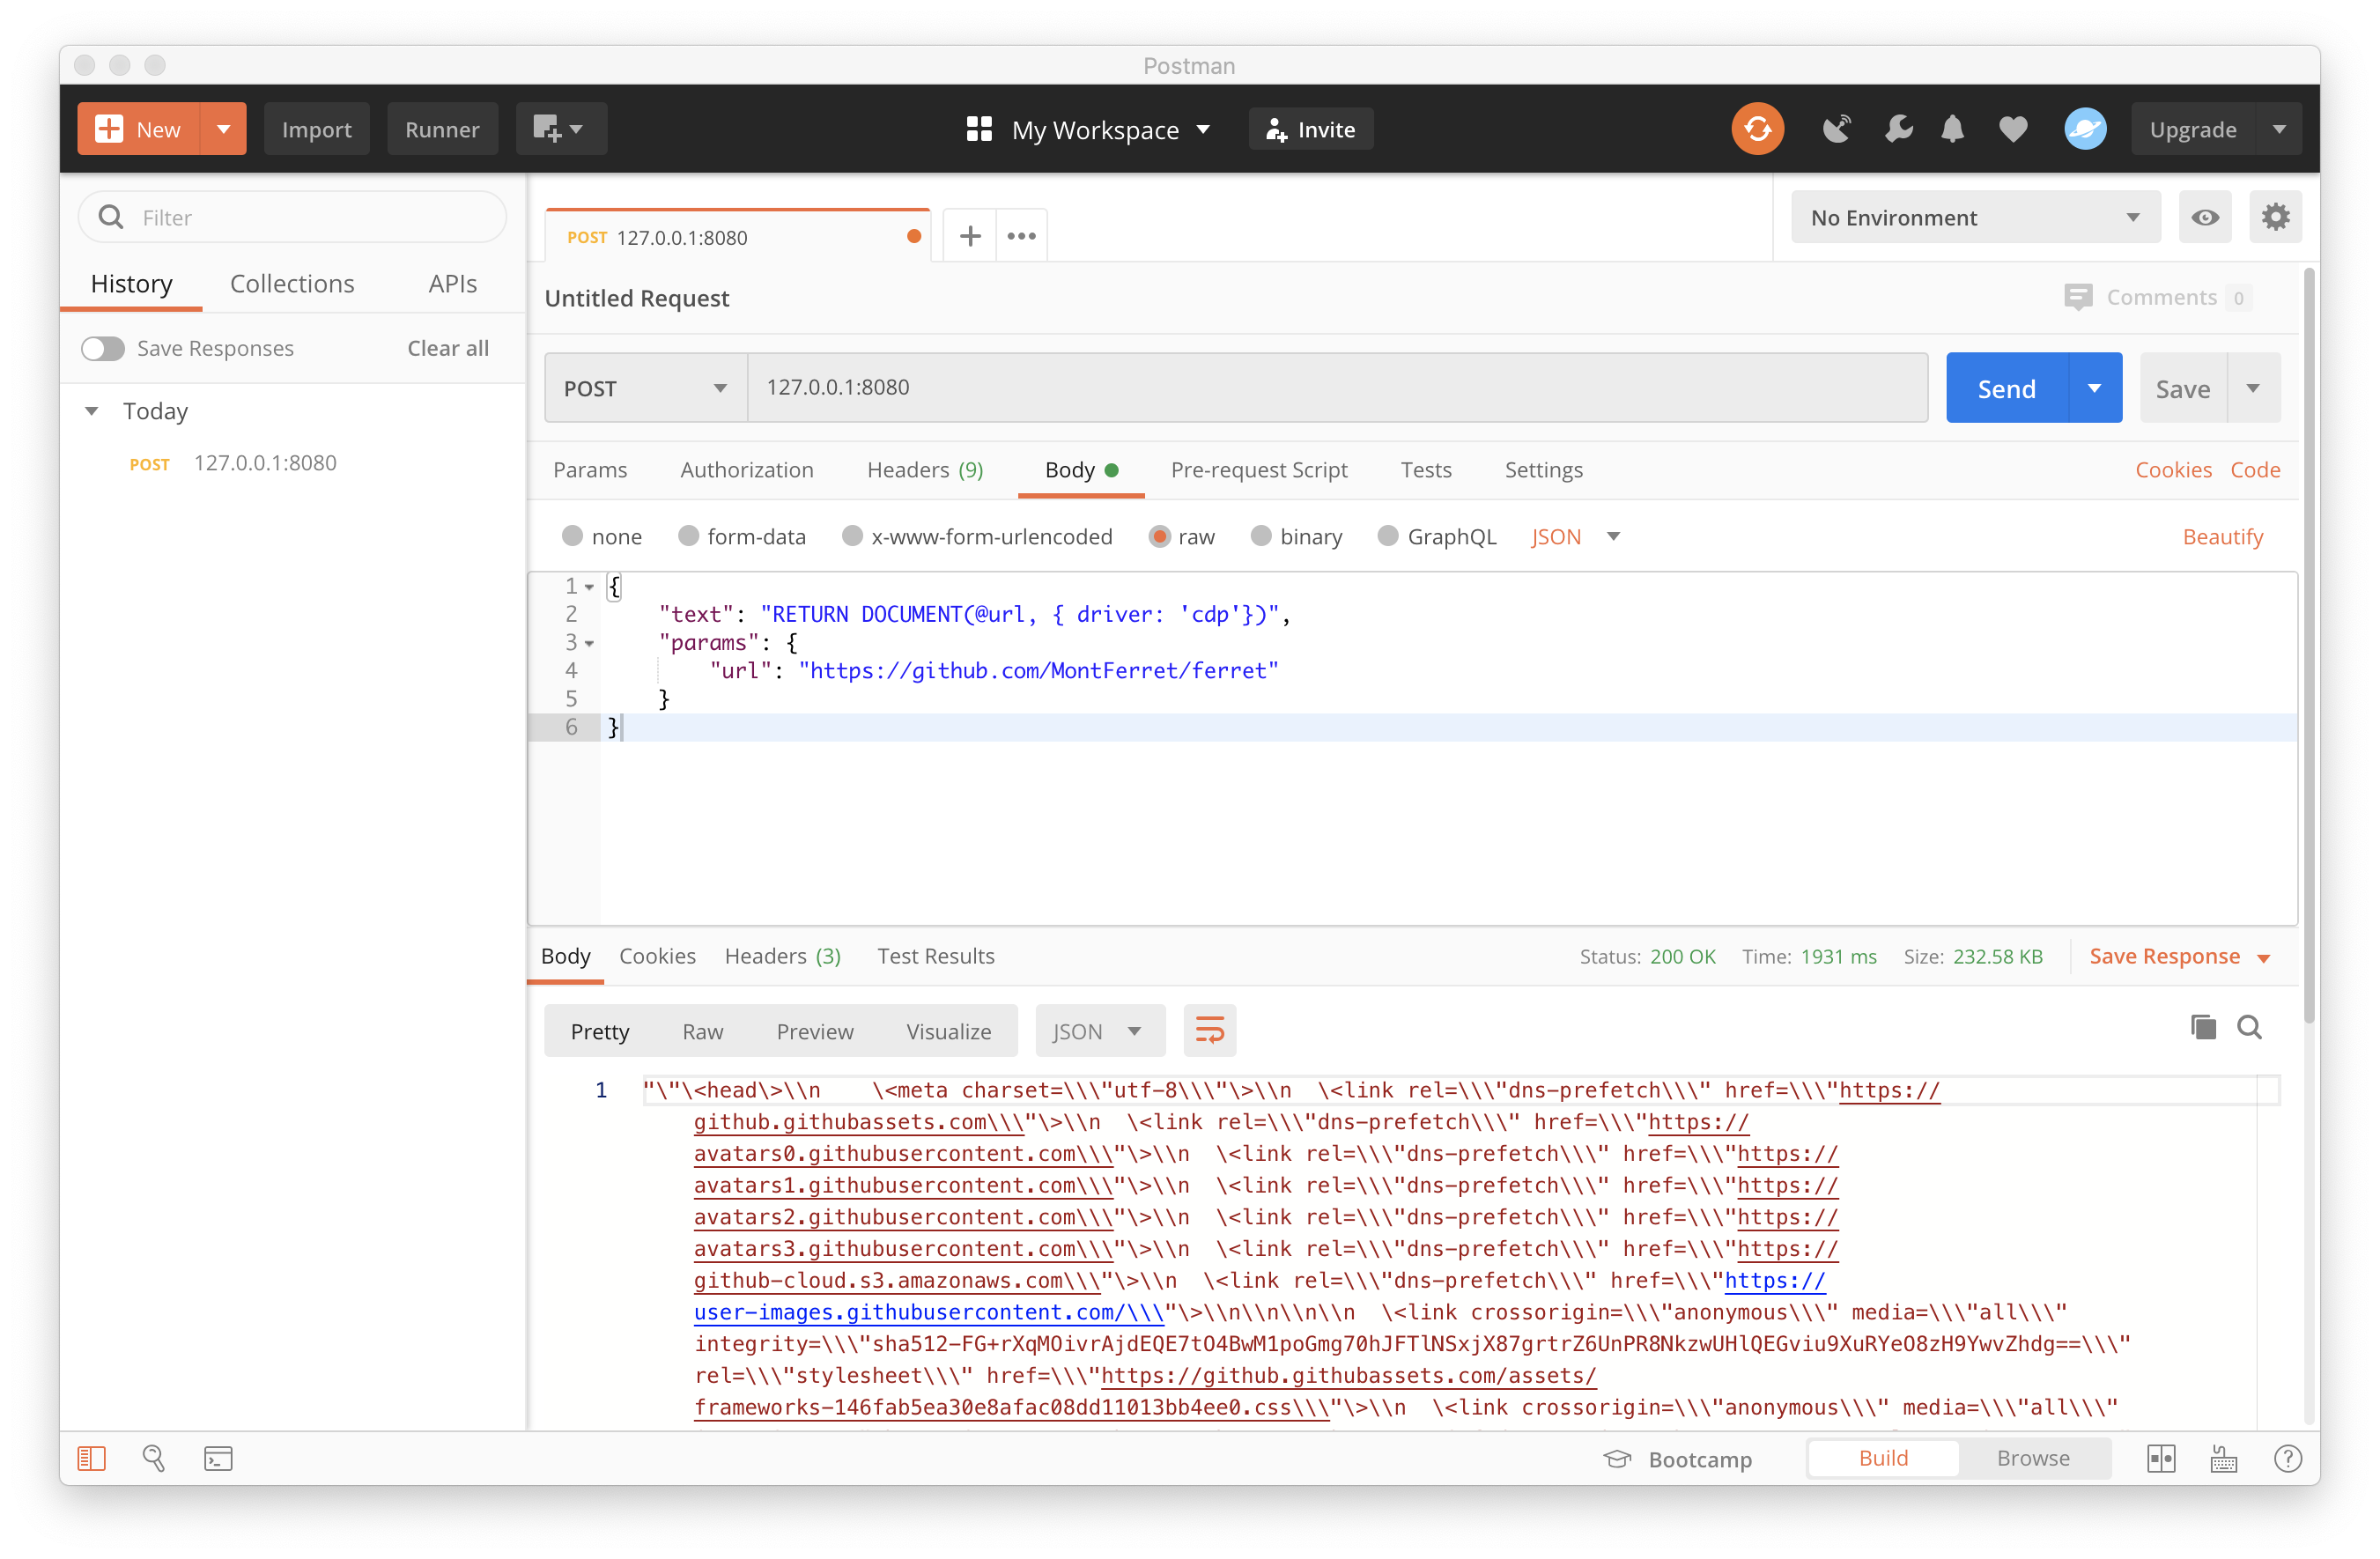 Postman
New Import Runner My Workspace Invite Upgrade
Filter
POST 127.0.0.1:8080
No Environment
History Collections APIs
Untitled Request
Comments 0
Save Responses Clear all
POST 127.0.0.1:8080 Send Save
Today
POST 127.0.0.1:8080
Params Authorization Headers (9) Body Pre-request Script Tests Settings Cookies Code
none form-data x-www-form-urlencoded raw binary GraphQL JSON Beautify
1 {
2 "text": "RETURN DOCUMENT(@url, { driver: 'cdp'})",
3 "params": {
4 "url": "https://github.com/MontFerret/ferret"
5 }
6 }
Body Cookies Headers (3) Test Results Status: 200 OK Time: 1931 ms Size: 232.58 KB Save Response
Pretty Raw Preview Visualize JSON
1 "\"\<head\>\\n    \<meta charset=\\\"utf-8\\\"\>\\n  \<link rel=\\\"dns-prefetch\\\" href=\\\"https://
github.githubassets.com\\\"\>\\n  \<link rel=\\\"dns-prefetch\\\" href=\\\"https://
avatars0.githubusercontent.com\\\"\>\\n  \<link rel=\\\"dns-prefetch\\\" href=\\\"https://
avatars1.githubusercontent.com\\\"\>\\n  \<link rel=\\\"dns-prefetch\\\" href=\\\"https://
avatars2.githubusercontent.com\\\"\>\\n  \<link rel=\\\"dns-prefetch\\\" href=\\\"https://
avatars3.githubusercontent.com\\\"\>\\n  \<link rel=\\\"dns-prefetch\\\" href=\\\"https://
github-cloud.s3.amazonaws.com\\\"\>\\n  \<link rel=\\\"dns-prefetch\\\" href=\\\"https://
user-images.githubusercontent.com/\\\"\>\\n\\n\\n\\n  \<link crossorigin=\\\"anonymous\\\" media=\\\"all\\\"
integrity=\\\"sha512-FG+rXqMOivrAjdEQE7tO4BwM1poGmg70hJFTlNSxjX87grtrZ6UnPR8NkzwUHlQEGviu9XuRYeO8zH9YwvZhdg==\\\"
rel=\\\"stylesheet\\\" href=\\\"https://github.githubassets.com/assets/
frameworks-146fab5ea30e8afac08dd11013bb4ee0.css\\\"\>\\n  \<link crossorigin=\\\"anonymous\\\" media=\\\"all\\\"
Bootcamp Build Browse